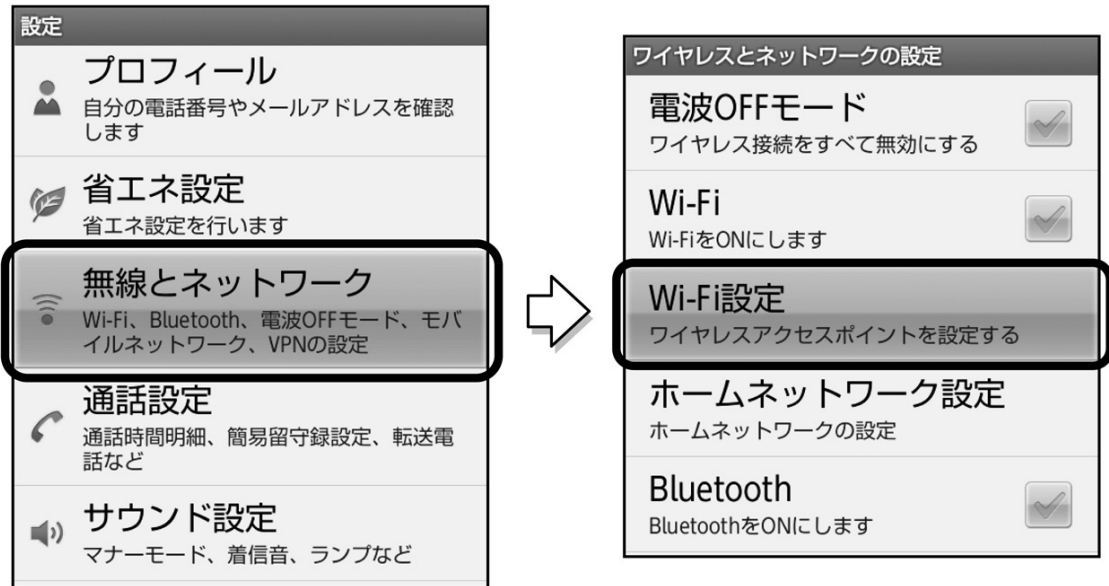 設定
プロフィール
自分の電話番号やメールアドレスを確認
します
省エネ設定
省エネ設定を行います
無線とネットワーク
Wi-Fi、Bluetooth、電波OFFモード、モバ
イルネットワーク、VPNの設定
通話設定
通話時間明細、簡易留守録設定、転送電
話など
サウンド設定
マナーモード、着信音、ランプなど
ワイヤレスとネットワークの設定
電波OFFモード
ワイヤレス接続をすべて無効にする
Wi-Fi
Wi-FiをONにします
Wi-Fi設定
ワイヤレスアクセスポイントを設定する
ホームネットワーク設定
ホームネットワークの設定
Bluetooth
BluetoothをONにします